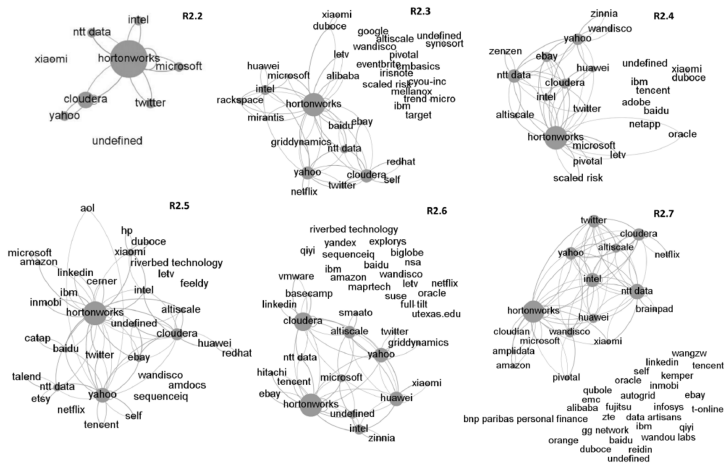 R2.2
intel
ntt data
hortonworks
xiaomi
microsoft
cloudera
twitter
yahoo
undefined
R2.3
xiaomi
duboce
google
altiscale
undefined
wandisco
syncsort
letv
pivotal
huawei
eventbrite
microsoft
alibaba
irisnote
cmbasics
intel
scaled risk
cyou-inc
rackspace
hortonworks
mellanox
trend micro
mirantis
ibm
baidu
ebay
target
griddynamics
ntt data
redhat
yahoo
cloudera
twitter
self
netflix
R2.4
zinnia
wandisco
yahoo
zenzen
ebay
huawei
undefined
ntt data
cloudera
xiaomi
ibm
duboce
intel
tencent
adobe
altiscale
twitter
baidu
hortonworks
netapp
microsoft
oracle
pivotal
letv
scaled risk
R2.5
aol
hp
duboce
microsoft
xiaomi
amazon
riverbed technology
linkedin
letv
cerner
feeldy
ibm
intel
inmobi
hortonworks
altiscale
undefined
cloudera
catap
huawei
baidu
twitter
ebay
redhat
talend
wandisco
ntt data
amdocs
etsy
yahoo
sequenceiq
netflix
self
tencent
R2.6
riverbed technology
qiyi
yandex
explorys
sequenceiq
biglobe
vmware
ibm
baidu
nsa
amazon
wandisco
basecamp
maprtech
letv
netflix
linkedin
suse
oracle
full-tilt
smaato
utexas.edu
cloudera
altiscale
twitter
griddynamics
ntt data
yahoo
hitachi
microsoft
tencent
xiaomi
ebay
huawei
hortonworks
undefined
intel
zinnia
R2.7
twitter
cloudera
yahoo
altiscale
netflix
intel
ntt data
hortonworks
brainpad
huawei
cloudian
wandisco
microsoft
xiaomi
amplidata
amazon
pivotal
wangzw
linkedin
tencent
self
kemper
oracle
inmobi
qubole
autogrid
ebay
emc
alibaba
fujitsu
infosys
t-online
bnp paribas personal finance
zte
data artisans
gg network
ibm
qiyi
orange
baidu
wandou labs
duboce
reidin
undefined